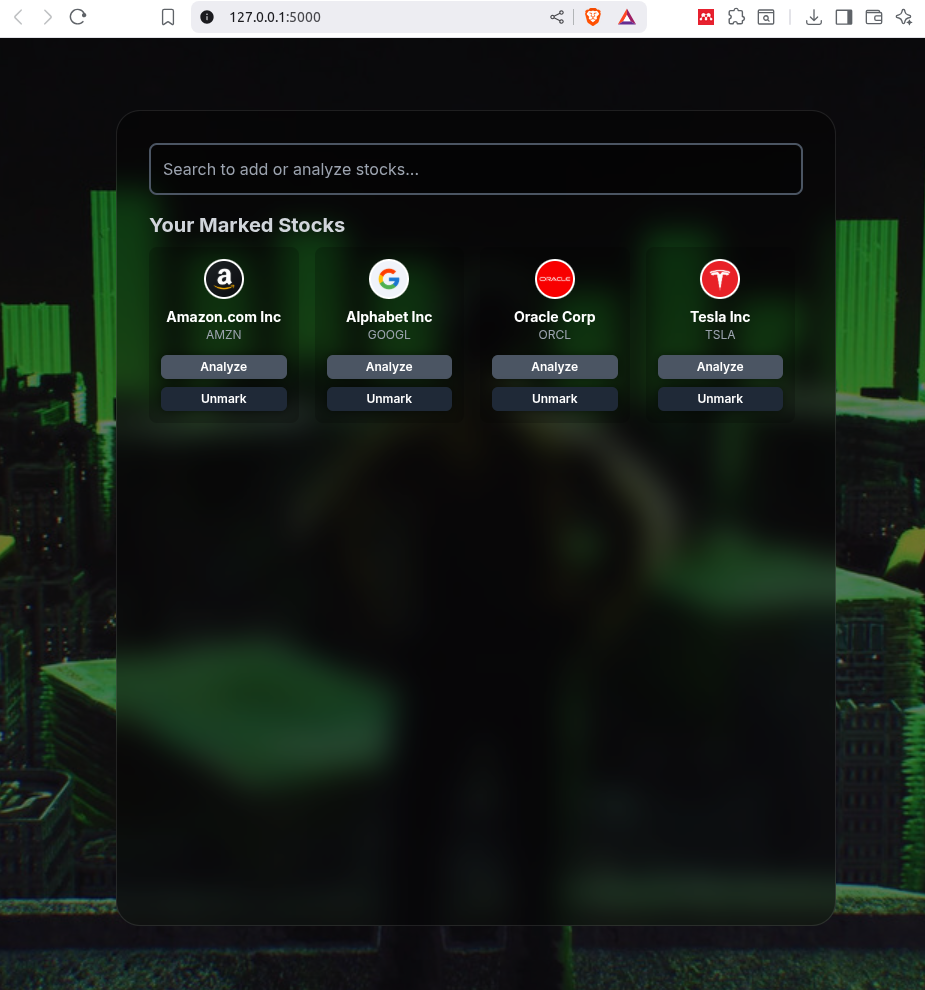 127.0.0.1:5000
Search to add or analyze stocks...
Your Marked Stocks
Amazon.com Inc
AMZN
Analyze
Unmark
Alphabet Inc
GOOGL
Analyze
Unmark
ORACLE
Oracle Corp
ORCL
Analyze
Unmark
Tesla Inc
TSLA
Analyze
Unmark